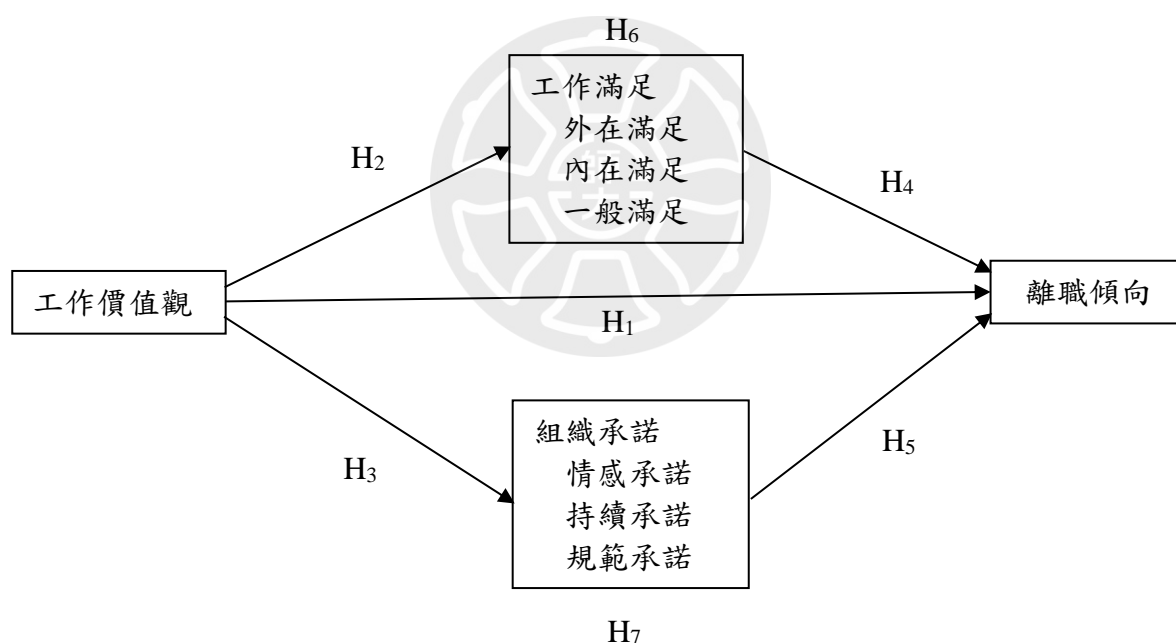 H6
工作滿足
外在滿足
內在滿足
一般滿足
H2
H4
工作價值觀
離職傾向
H1
組織承諾
情感承諾
持續承諾
規範承諾
H3
H5
H7